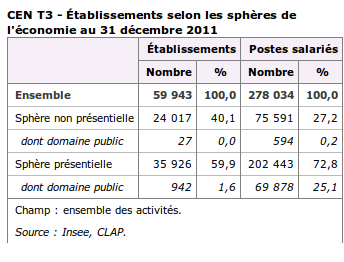 CEN T3 - Établissements selon les sphères de
l'économie au 31 décembre 2011
Établissements Postes salariés
Nombre % Nombre %
Ensemble 59 943 100,0 278 034 100,0
Sphère non présentielle 24 017 40,1 75 591 27,2
dont domaine public 27 0,0 594 0,2
Sphère présentielle 35 926 59,9 202 443 72,8
dont domaine public 942 1,6 69 878 25,1
Champ : ensemble des activités.
Source : Insee, CLAP.